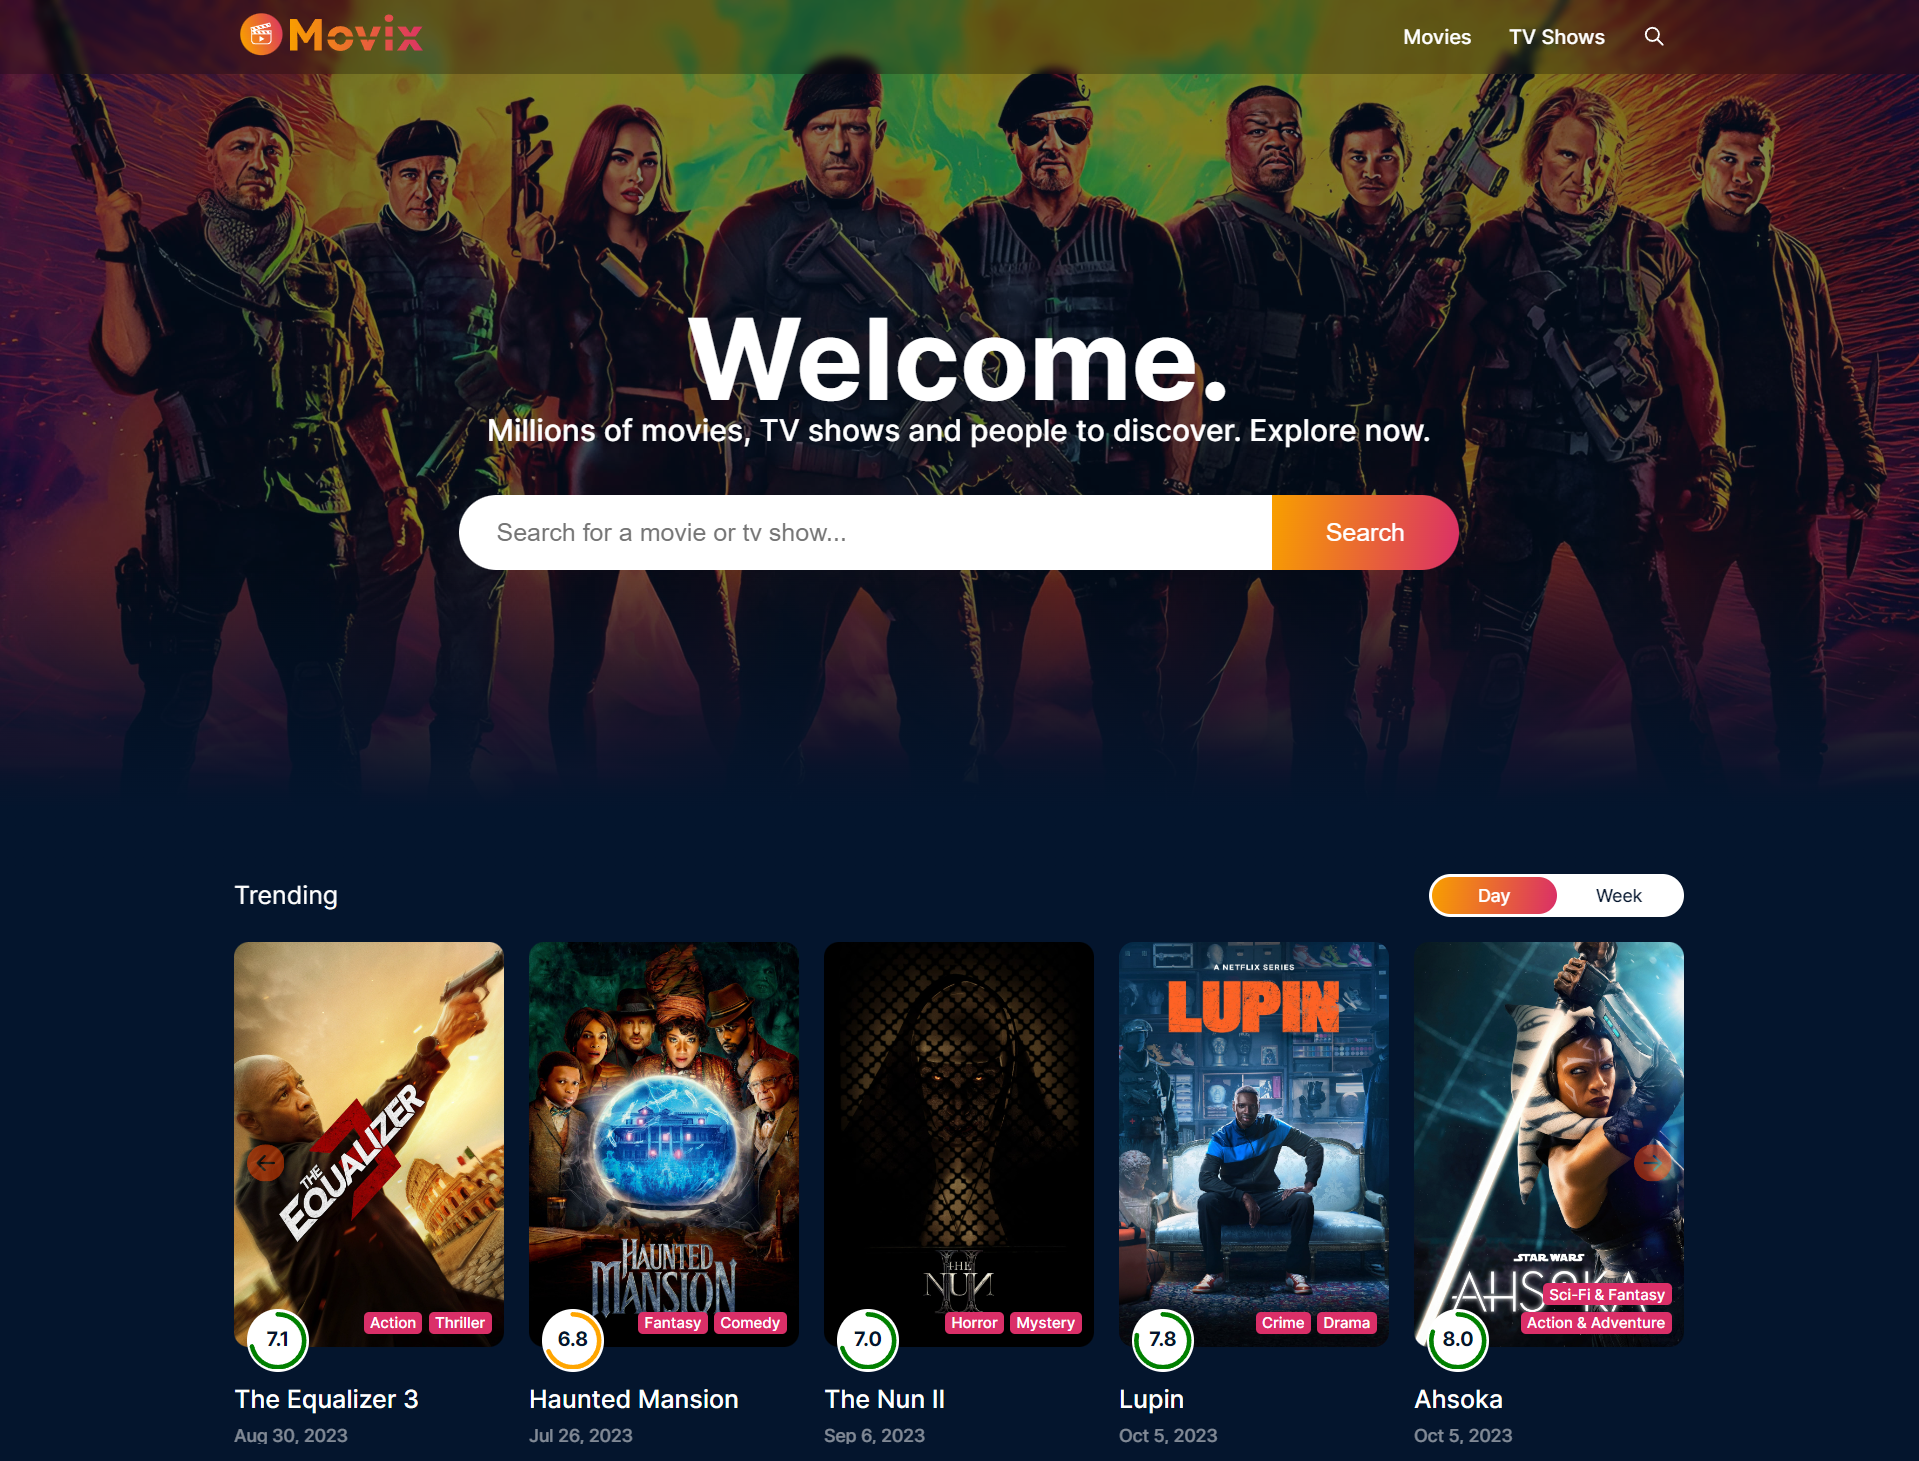 Movix
Movies TV Shows
Welcome.
Millions of movies, TV shows and people to discover. Explore now.
Search for a movie or tv show...
Search
Trending
Day Week
THE
EQUALIZER
3
Action Thriller
7.1
The Equalizer 3
Aug 30, 2023
HAUNTED
MANSION
Fantasy Comedy
6.8
Haunted Mansion
Jul 26, 2023
THE
NUN
II
Horror Mystery
7.0
The Nun II
Sep 6, 2023
A NETFLIX SERIES
LUPIN
Crime Drama
7.8
Lupin
Oct 5, 2023
STAR WARS
AHSOKA
Sci-Fi & Fantasy
Action & Adventure
8.0
Ahsoka
Oct 5, 2023